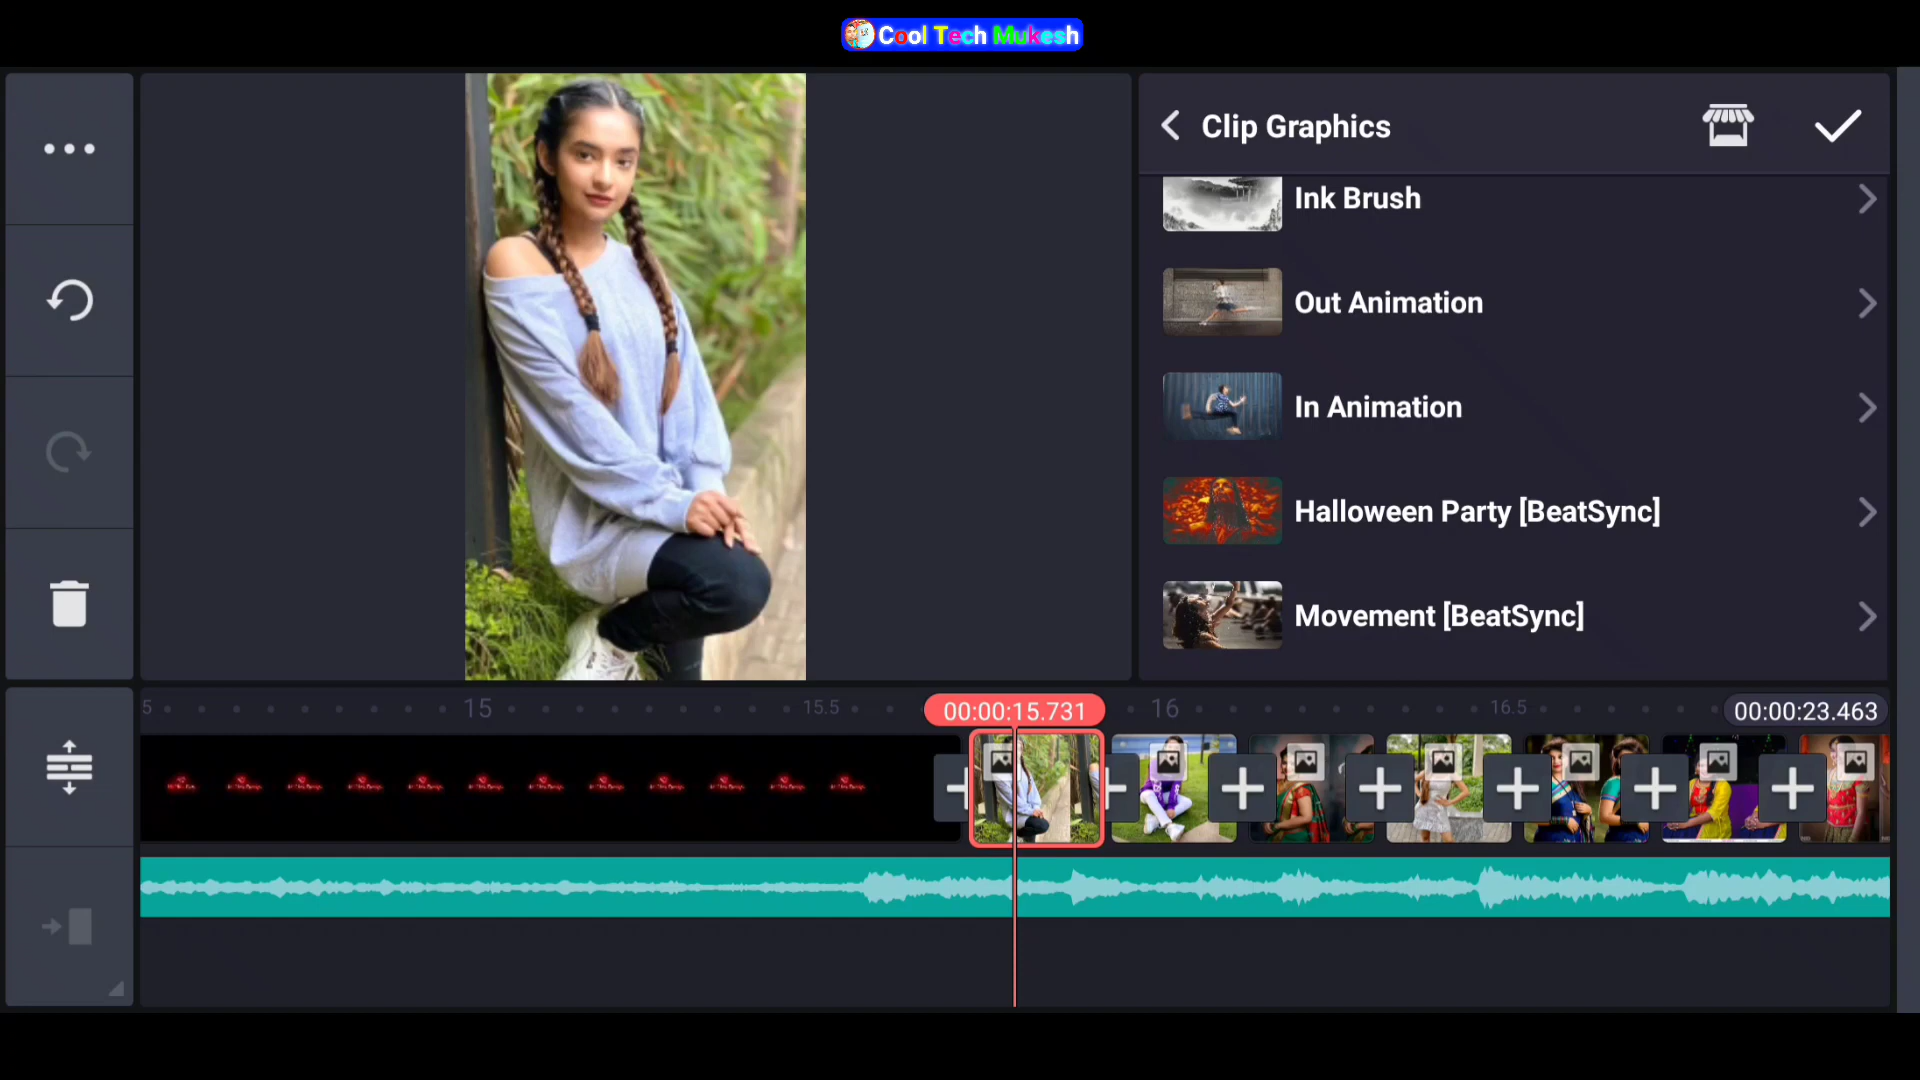 Cool Tech Mukesh
Clip Graphics
Ink Brush
Out Animation
In Animation
Halloween Party [BeatSync]
Movement [BeatSync]
5
15
15.5
00:00:15.731
16
16.5
00:00:23.463